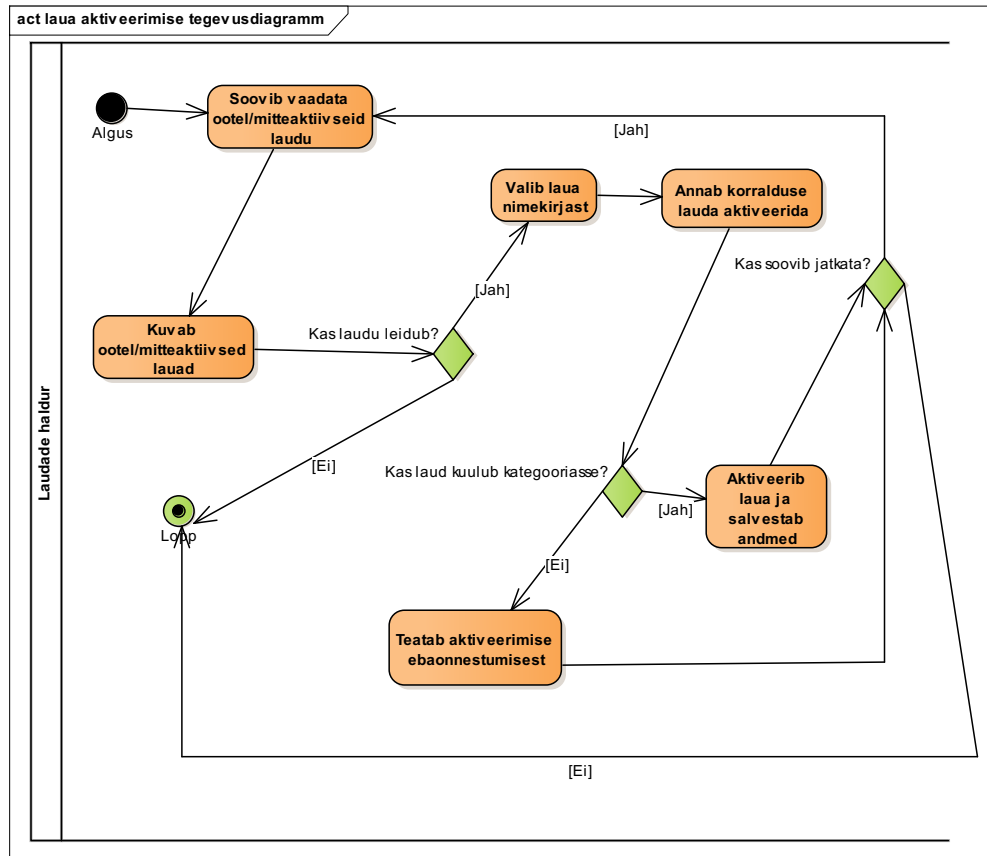 act laua aktiveerimise tegevusdiagramm
Laudade haldur
Algus
Soovib vaadata
ootel/mitteaktiivseid
laudu
[Jah]
Valib laua
nimekirjast
Annab korralduse
lauda aktiveerida
Kas soovib jatkata?
[Jah]
Kuvab
ootel/mitteaktiivsed
lauad
Kas laudu leidub?
[Ei]
Kas laud kuulub kategooriasse?
[Jah]
Aktiveerib
laua ja
salvestab
andmed
Lopp
[Ei]
Teatab aktiveerimise
ebaonnestumisest
[Ei]